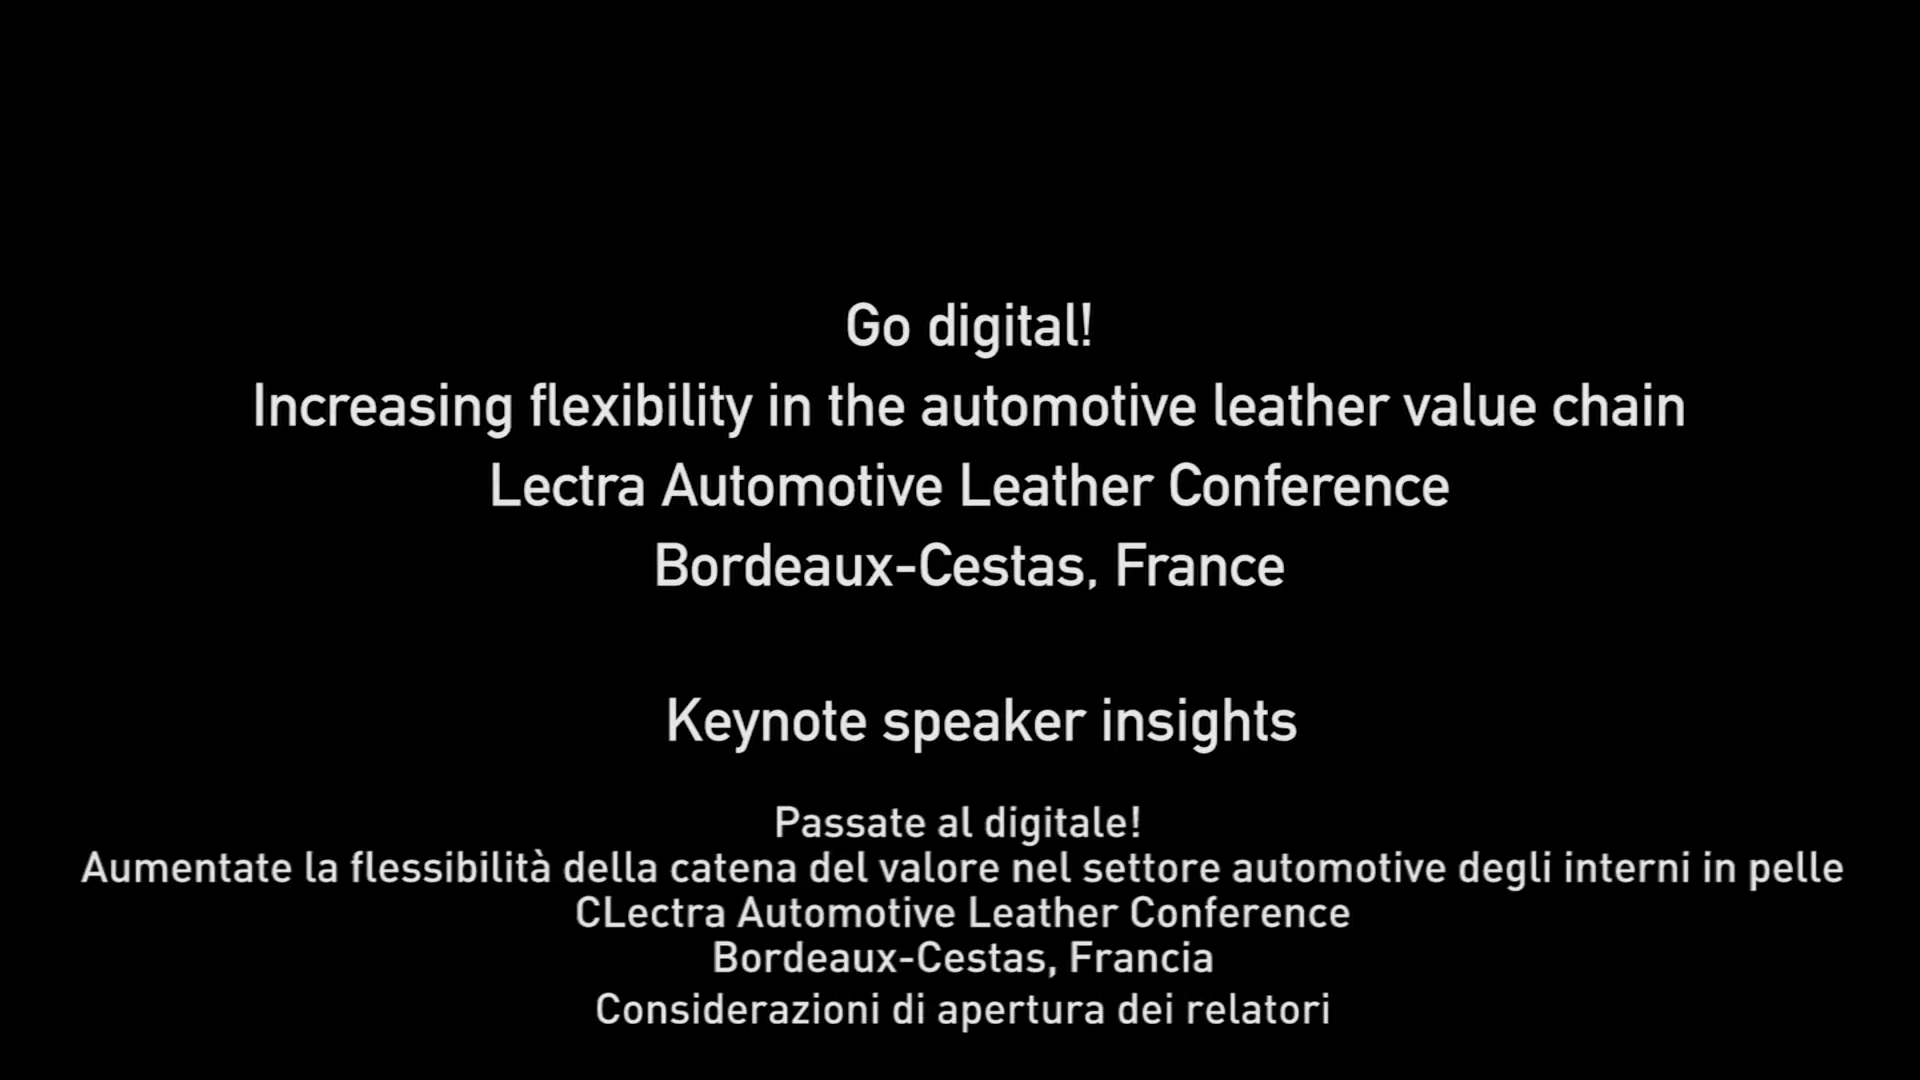 Go digital!
Increasing flexibility in the automotive leather value chain
Lectra Automotive Leather Conference
Bordeaux-Cestas, France
Keynote speaker insights
Passate al digitale!
Aumentate la flessibilità della catena del valore nel settore automotive degli interni in pelle
CLectra Automotive Leather Conference
Bordeaux-Cestas, Francia
Considerazioni di apertura dei relatori